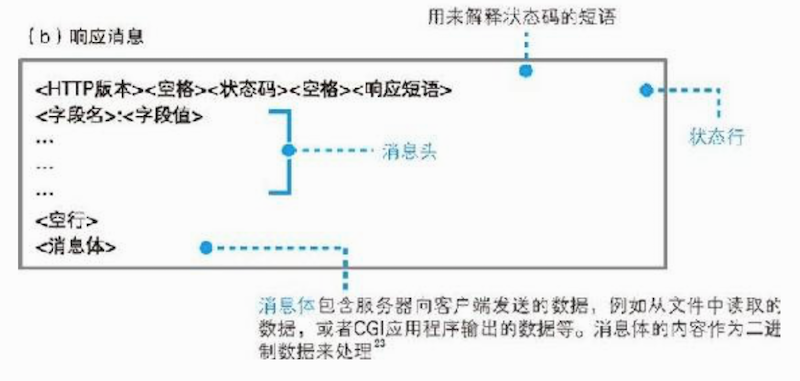 用来解释状态码的短语
(b)响应消息
<HTTP版本><空格><状态码><空格><响应短语>
<字段名>:<字段值>
状态行
…
消息头
…
…
<空行>
<消息体>
消息体包含服务器向客户端发送的数据，例如从文件中读取的
数据，或者CGI应用程序输出的数据等。消息体的内容作为二进
制数据来处理23